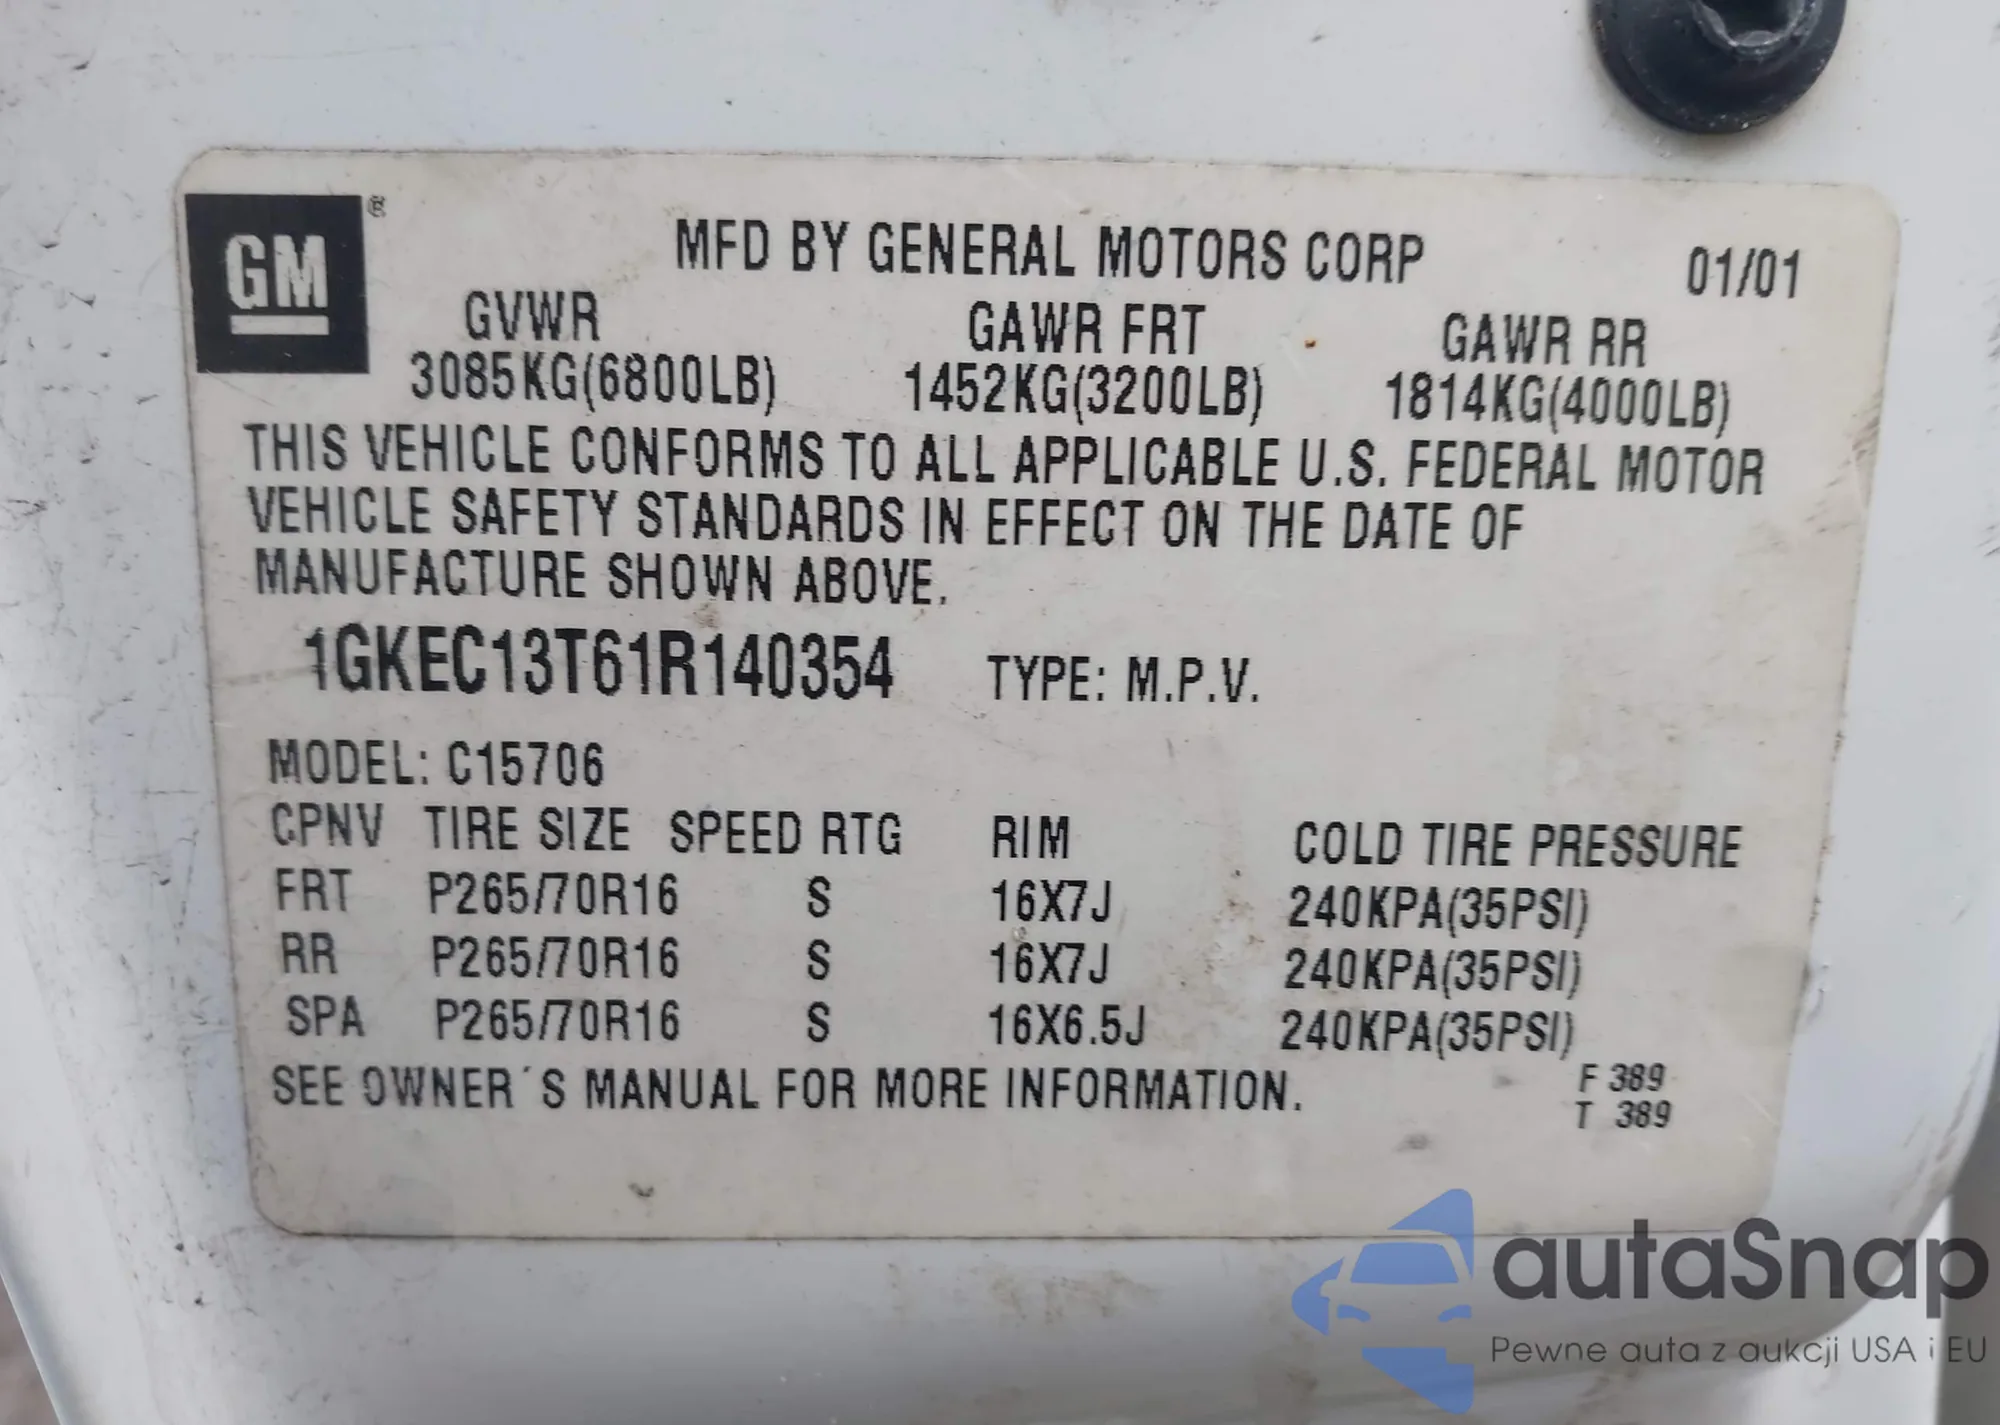 GM ®
MFD BY GENERAL MOTORS CORP 01/01
GVWR GAWR FRT GAWR RR
3085KG(6800LB) 1452KG(3200LB) 1814KG(4000LB)
THIS VEHICLE CONFORMS TO ALL APPLICABLE U.S. FEDERAL MOTOR
VEHICLE SAFETY STANDARDS IN EFFECT ON THE DATE OF
MANUFACTURE SHOWN ABOVE.
1GKEC13T61R140354 TYPE: M.P.V.
MODEL: C15706
CPNV TIRE SIZE SPEED RTG RIM COLD TIRE PRESSURE
FRT P265/70R16 S 16X7J 240KPA(35PSI)
RR P265/70R16 S 16X7J 240KPA(35PSI)
SPA P265/70R16 S 16X6.5J 240KPA(35PSI)
SEE OWNER´S MANUAL FOR MORE INFORMATION.
F 389
T 389
autaSnap
Pewne auta z aukcji USA i EU